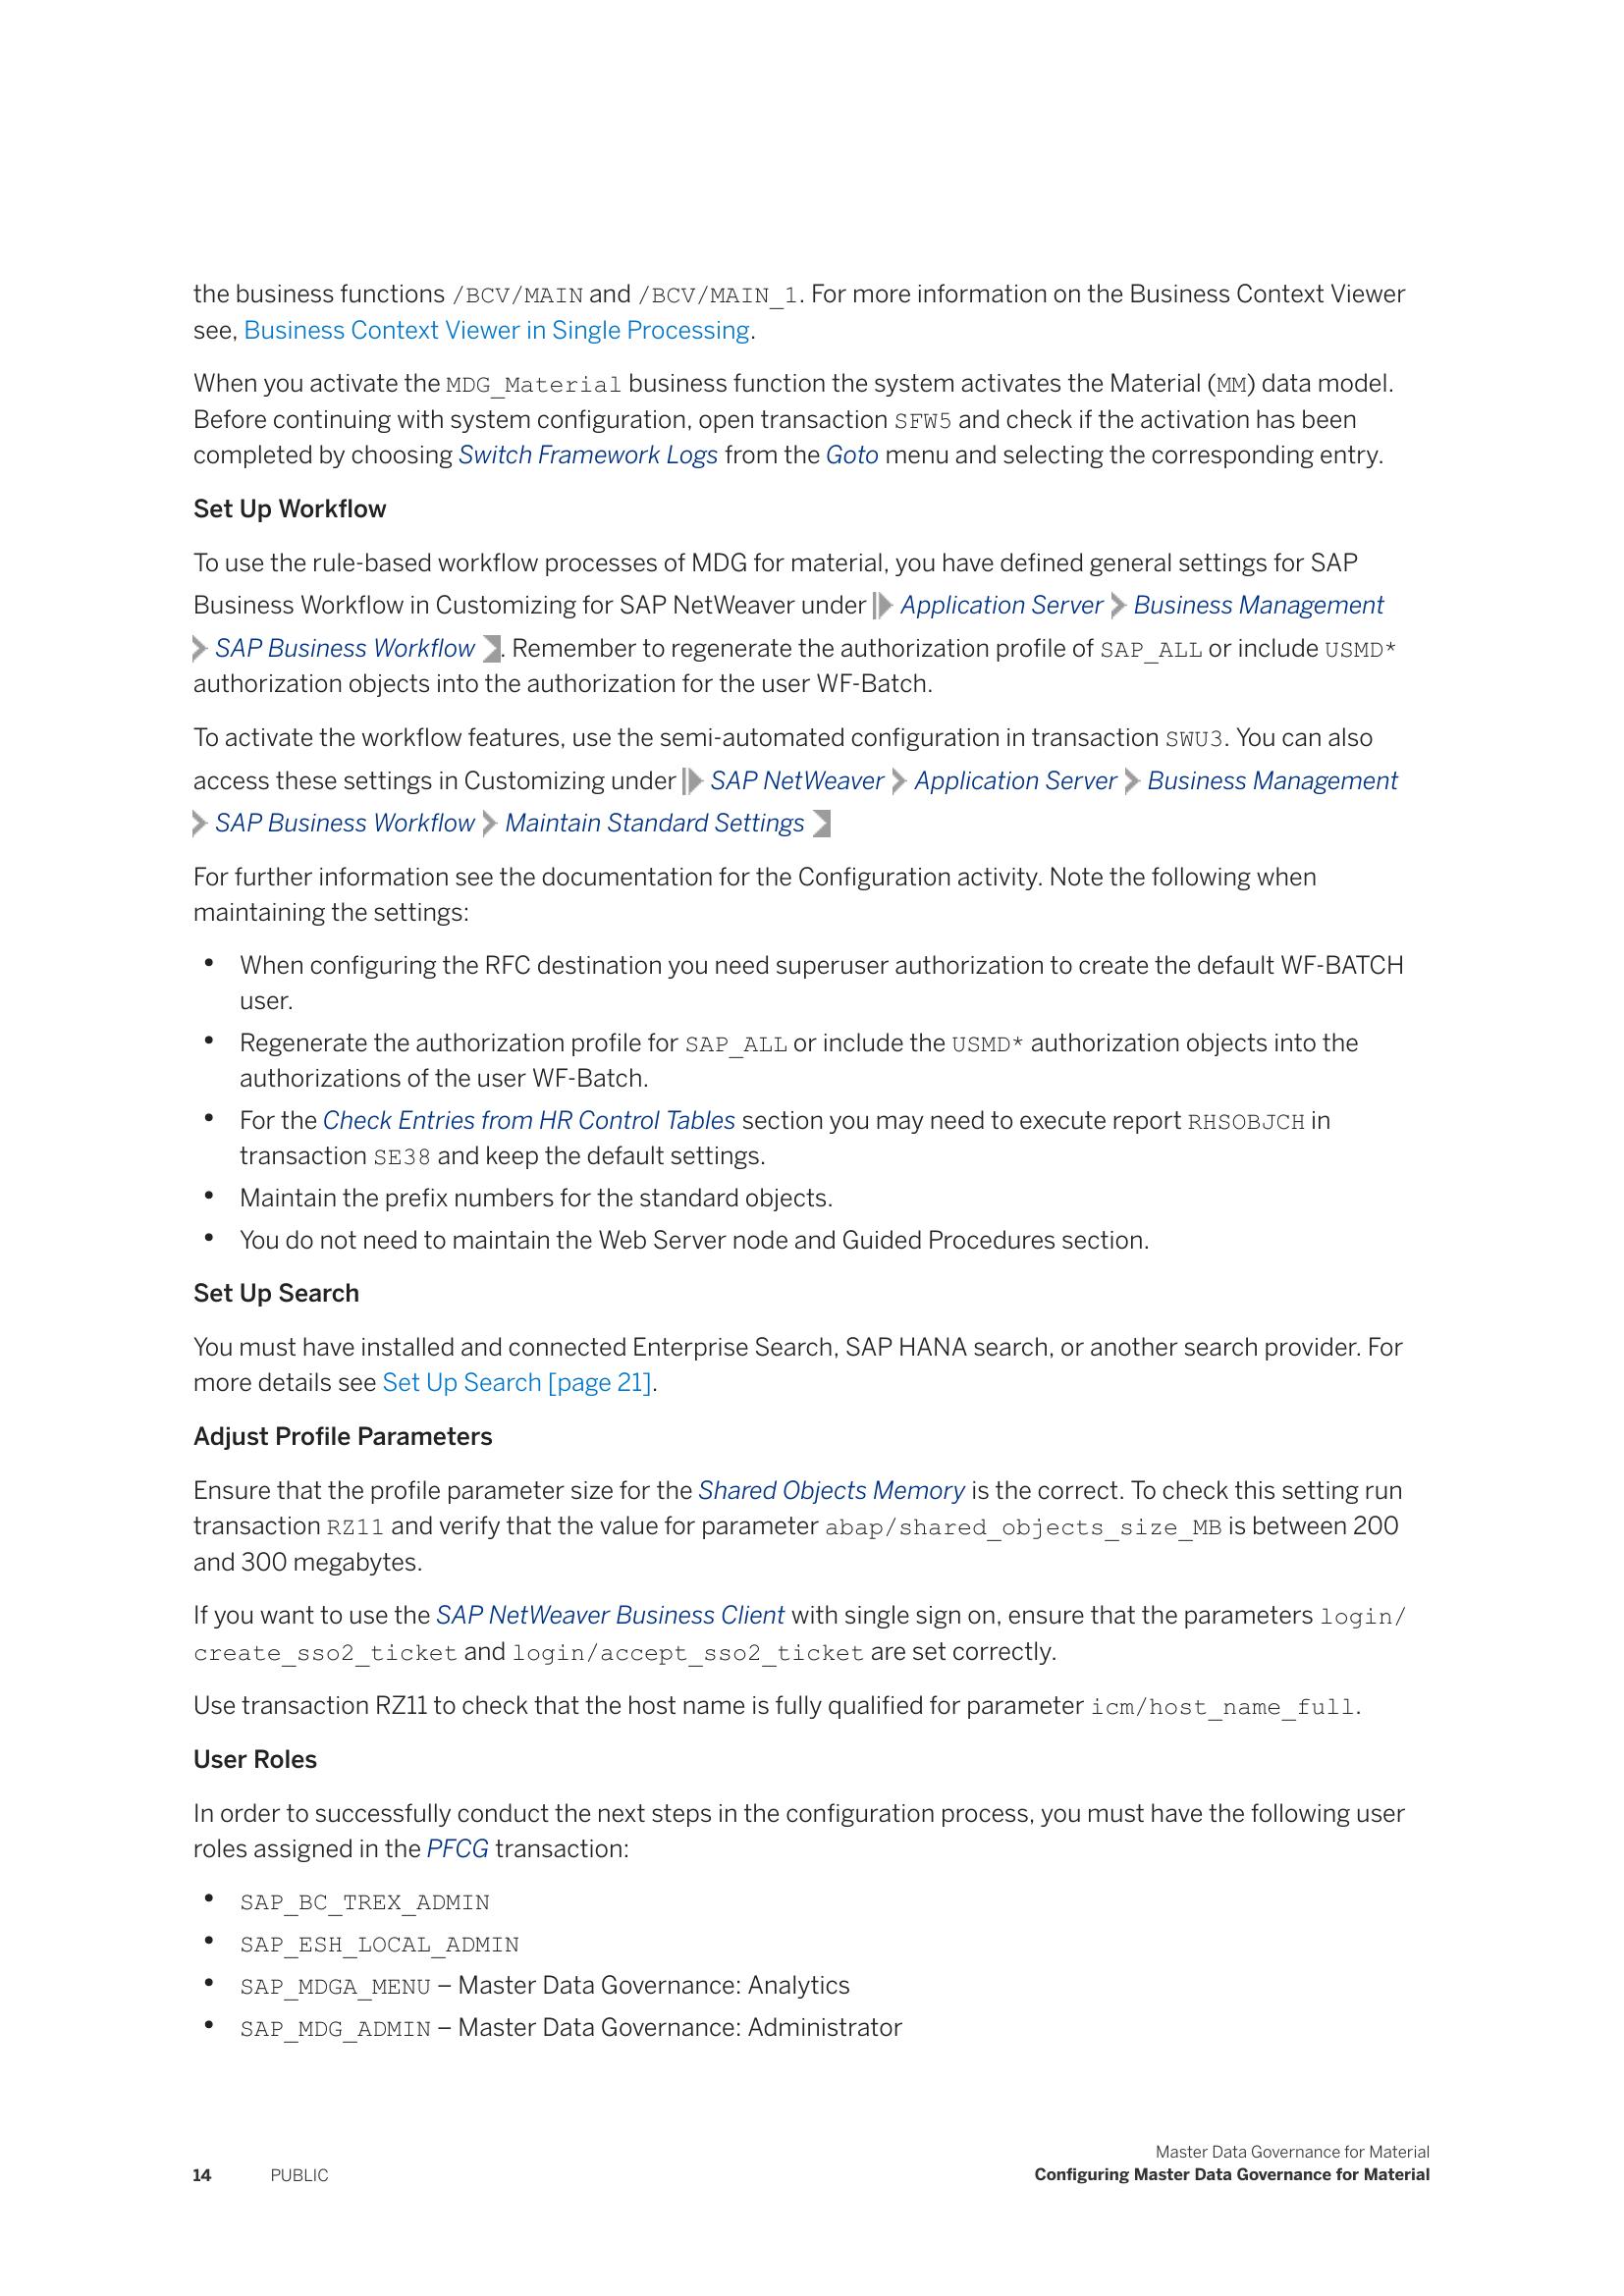 the business functions /BCV/MAIN and /BCV/MAIN_1. For more information on the Business Context Viewer
see, Business Context Viewer in Single Processing.
When you activate the MDG_Material business function the system activates the Material (MM) data model.
Before continuing with system configuration, open transaction SFW5 and check if the activation has been
completed by choosing Switch Framework Logs from the Goto menu and selecting the corresponding entry.
Set Up Workflow
To use the rule-based workflow processes of MDG for material, you have defined general settings for SAP
Business Workflow in Customizing for SAP NetWeaver under Application Server Business Management
SAP Business Workflow . Remember to regenerate the authorization profile of SAP_ALL or include USMD*
authorization objects into the authorization for the user WF-Batch.
To activate the workflow features, use the semi-automated configuration in transaction SWU3. You can also
access these settings in Customizing under SAP NetWeaver Application Server Business Management
SAP Business Workflow Maintain Standard Settings
For further information see the documentation for the Configuration activity. Note the following when
maintaining the settings:
• When configuring the RFC destination you need superuser authorization to create the default WF-BATCH
user.
• Regenerate the authorization profile for SAP_ALL or include the USMD* authorization objects into the
authorizations of the user WF-Batch.
• For the Check Entries from HR Control Tables section you may need to execute report RHSOBJCH in
transaction SE38 and keep the default settings.
• Maintain the prefix numbers for the standard objects.
• You do not need to maintain the Web Server node and Guided Procedures section.
Set Up Search
You must have installed and connected Enterprise Search, SAP HANA search, or another search provider. For
more details see Set Up Search [page 21].
Adjust Profile Parameters
Ensure that the profile parameter size for the Shared Objects Memory is the correct. To check this setting run
transaction RZ11 and verify that the value for parameter abap/shared_objects_size_MB is between 200
and 300 megabytes.
If you want to use the SAP NetWeaver Business Client with single sign on, ensure that the parameters login/
create_sso2_ticket and login/accept_sso2_ticket are set correctly.
Use transaction RZ11 to check that the host name is fully qualified for parameter icm/host_name_full.
User Roles
In order to successfully conduct the next steps in the configuration process, you must have the following user
roles assigned in the PFCG transaction:
• SAP_BC_TREX_ADMIN
• SAP_ESH_LOCAL_ADMIN
• SAP_MDGA_MENU – Master Data Governance: Analytics
• SAP_MDG_ADMIN – Master Data Governance: Administrator
Master Data Governance for Material
14 PUBLIC Configuring Master Data Governance for Material